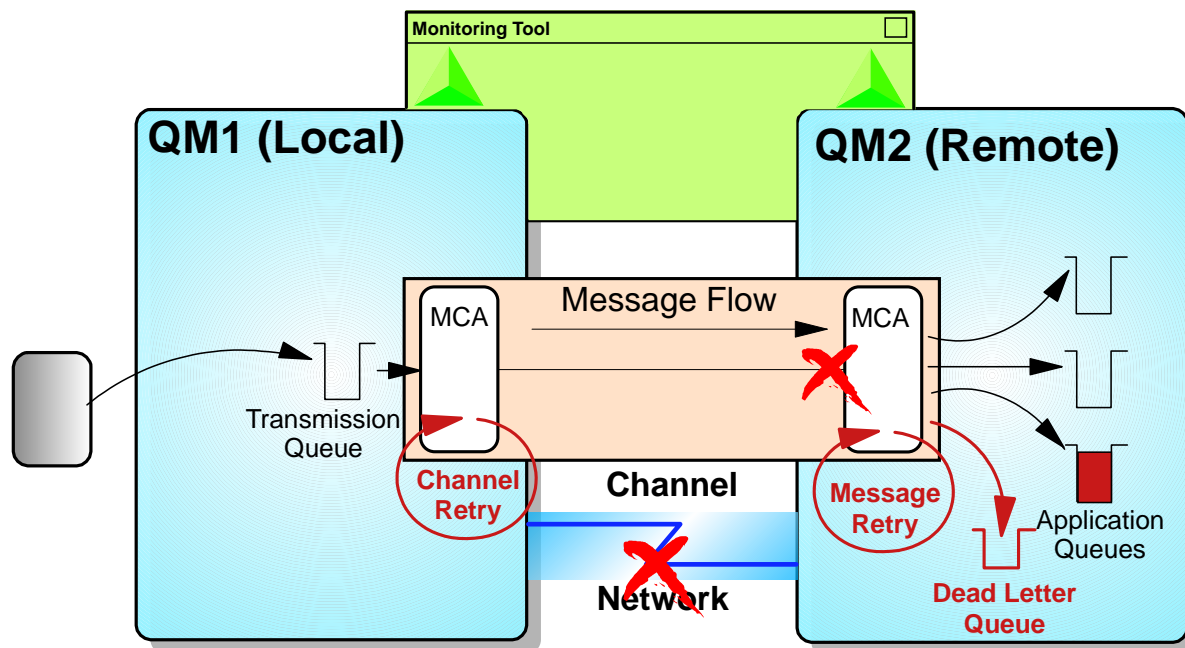 Monitoring Tool
QM1 (Local)
QM2 (Remote)
Message Flow
MCA
MCA
Transmission
Queue
Channel
Retry
Channel
Message
Retry
Application
Queues
Network
Dead Letter
Queue